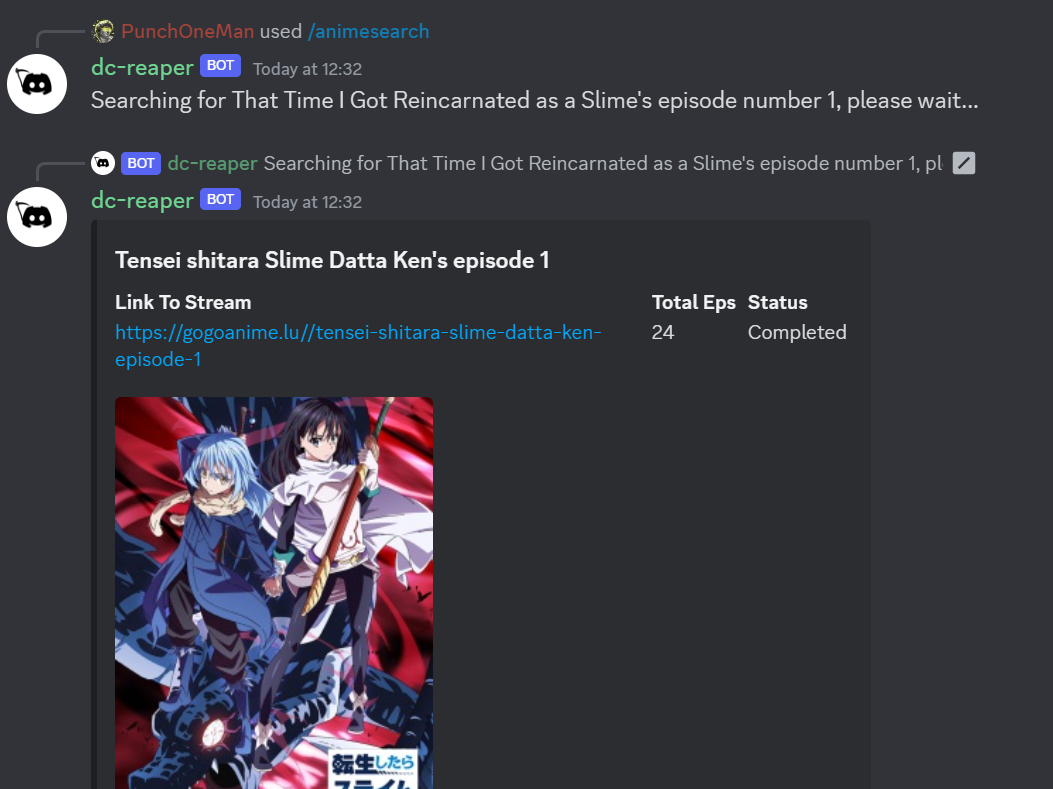 PunchOneMan used /animesearch
dc-reaper BOT Today at 12:32
Searching for That Time I Got Reincarnated as a Slime's episode number 1, please wait...
BOT dc-reaper Searching for That Time I Got Reincarnated as a Slime's episode number 1, pl
dc-reaper BOT Today at 12:32
Tensei shitara Slime Datta Ken's episode 1
Link To Stream Total Eps Status
https://gogoanime.lu//tensei-shitara-slime-datta-ken- 24 Completed
episode-1
転生したら
スライム